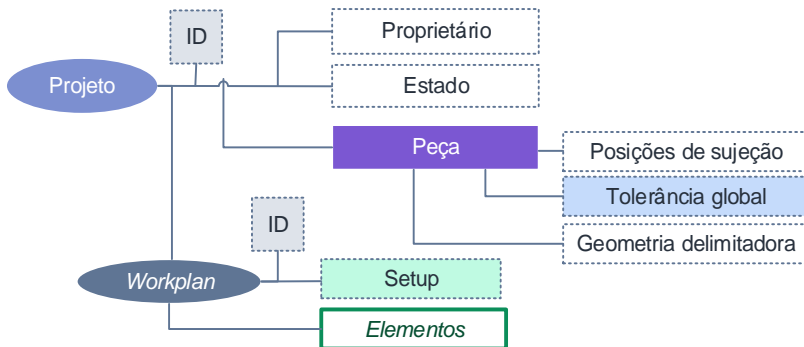 ID
Proprietário
Projeto
Estado
Peça
Posições de sujeção
Tolerância global
ID
Geometria delimitadora
Workplan
Setup
Elementos